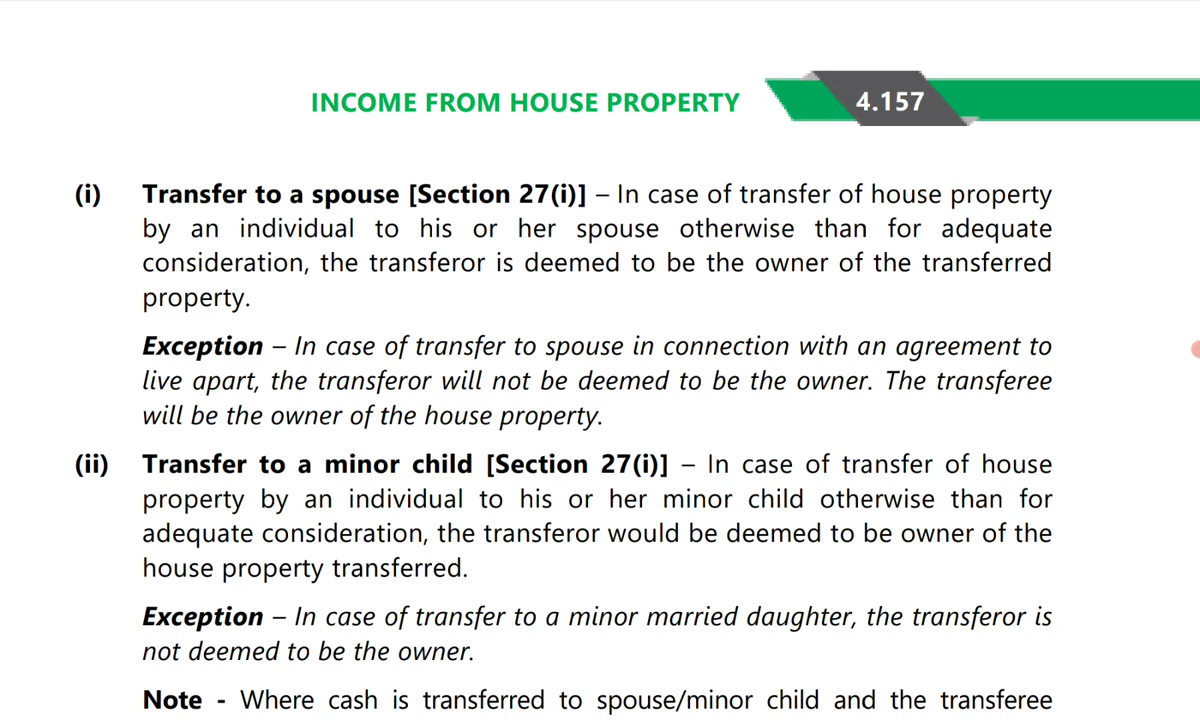 INCOME FROM HOUSE PROPERTY 4.157
(i) Transfer to a spouse [Section 27(i)] – In case of transfer of house property
by an individual to his or her spouse otherwise than for adequate
consideration, the transferor is deemed to be the owner of the transferred
property.
Exception – In case of transfer to spouse in connection with an agreement to
live apart, the transferor will not be deemed to be the owner. The transferee
will be the owner of the house property.
(ii) Transfer to a minor child [Section 27(i)] – In case of transfer of house
property by an individual to his or her minor child otherwise than for
adequate consideration, the transferor would be deemed to be owner of the
house property transferred.
Exception – In case of transfer to a minor married daughter, the transferor is
not deemed to be the owner.
Note - Where cash is transferred to spouse/minor child and the transferee